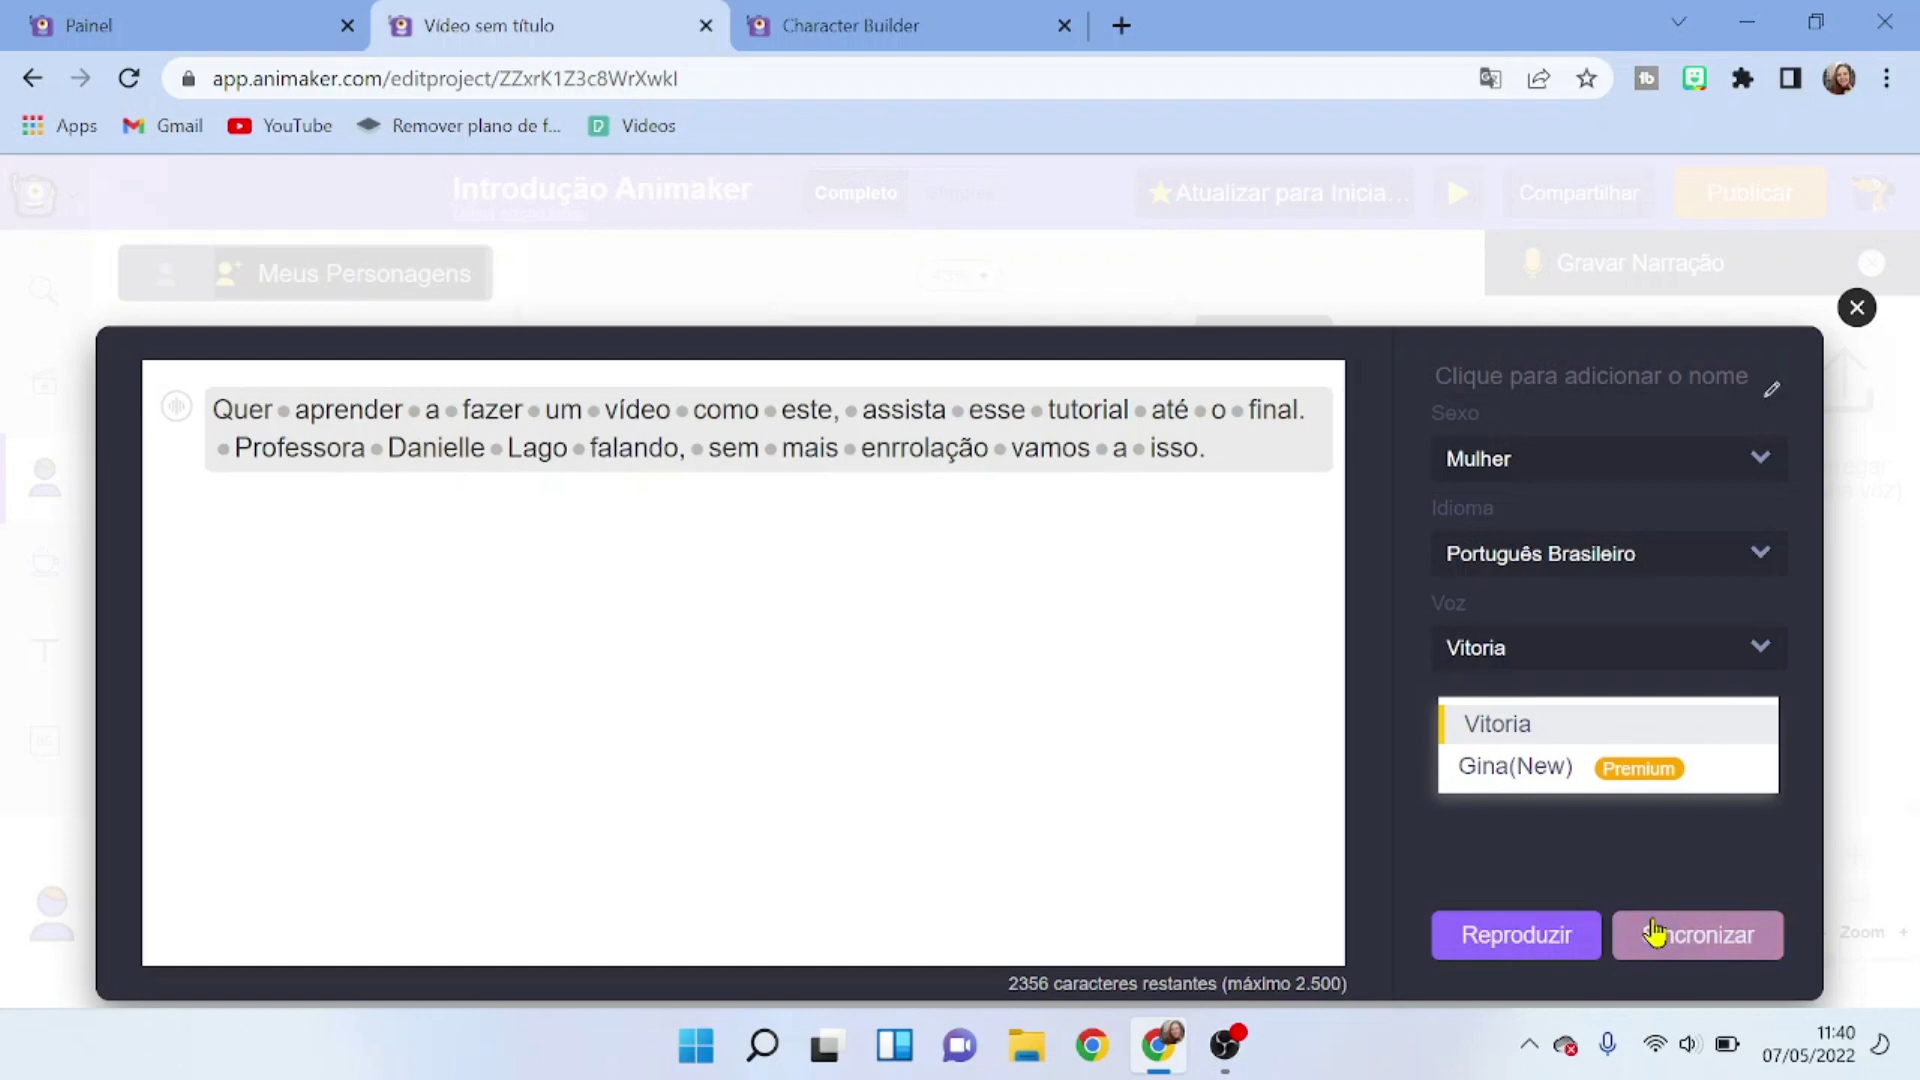 Painel
Vídeo sem título
Character Builder
app.animaker.com/editproject/ZZxrK1Z3c8WrXwkI
Apps
Gmail
YouTube
Remover plano de f...
Videos
Introdução Animaker
Completo
Atualizar para Inicia...
Compartilhar
Publicar
Meus Personagens
Gravar Narração
Quer aprender a fazer um vídeo como este, assista esse tutorial até o final.
Professora Danielle Lago falando, sem mais enrrolação vamos a isso.
2356 caracteres restantes (máximo 2.500)
Clique para adicionar o nome
Sexo
Mulher
Idioma
Português Brasileiro
Voz
Vitoria
Vitoria
Gina(New) Premium
Reproduzir
Zoom
11:40
07/05/2022